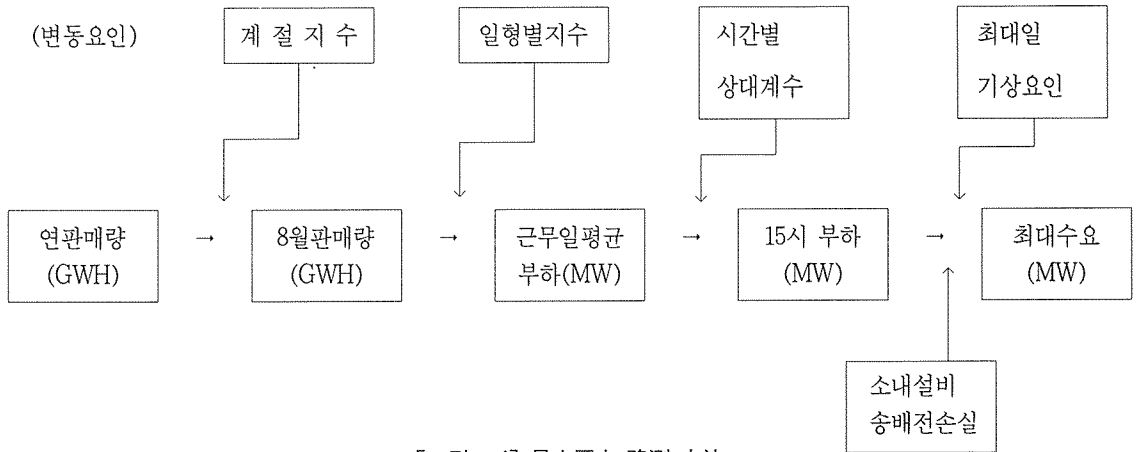 (변동요인)
계 절 지 수
일형별지수
시간별
상대계수
최대일
기상요인
연판매량
(GWH)
→
8월판매량
(GWH)
→
근무일평균
부하(MW)
→
15시 부하
(MW)
→
최대수요
(MW)
소내설비
송배전손실